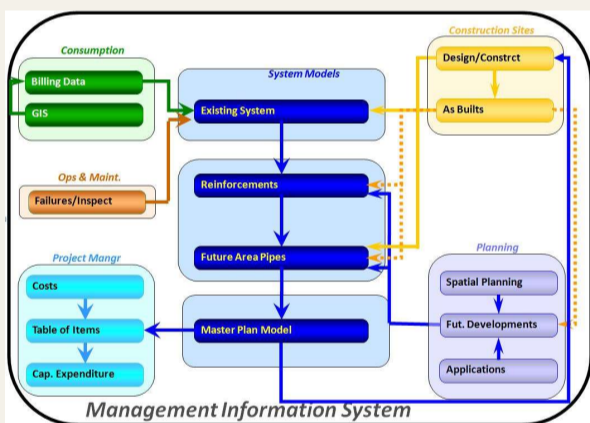 Consumption
Billing Data
GIS
Ops & Maint.
Failures/Inspect
Project Mangr
Costs
Table of Items
Cap. Expenditure
System Models
Existing System
Reinforcements
Future Area Pipes
Master Plan Model
Construction Sites
Design/Constrct
As Builts
Planning
Spatial Planning
Fut. Developments
Applications
Management Information System